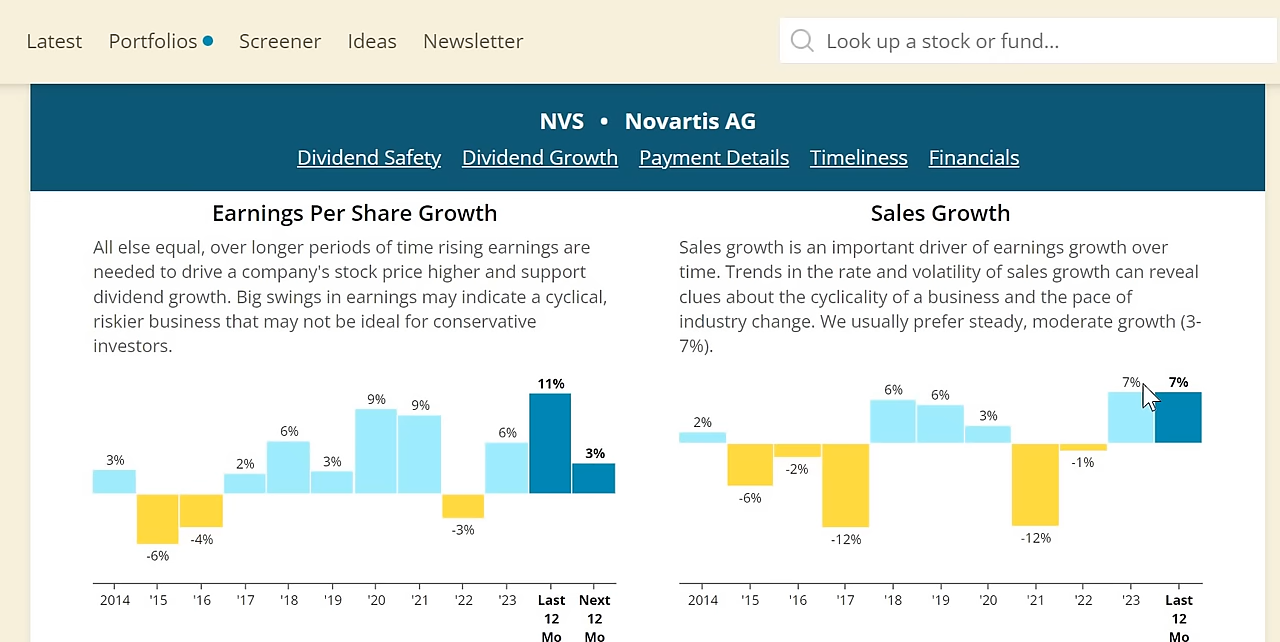 Latest Portfolios Screener Ideas Newsletter
Look up a stock or fund...
NVS • Novartis AG
Dividend Safety Dividend Growth Payment Details Timeliness Financials
Earnings Per Share Growth
All else equal, over longer periods of time rising earnings are
needed to drive a company's stock price higher and support
dividend growth. Big swings in earnings may indicate a cyclical,
riskier business that may not be ideal for conservative
investors.
11%
9%
9%
6%
6%
3%
2%
3%
3%
-6%
-4%
-3%
2014 '15 '16 '17 '18 '19 '20 '21 '22 '23 Last Next
12 12
Mo Mo
Sales Growth
Sales growth is an important driver of earnings growth over
time. Trends in the rate and volatility of sales growth can reveal
clues about the cyclicality of a business and the pace of
industry change. We usually prefer steady, moderate growth (3-
7%).
7% 7%
6%
6%
3%
2%
-6%
-2%
-12%
-12%
-1%
2014 '15 '16 '17 '18 '19 '20 '21 '22 '23 Last
12
Mo